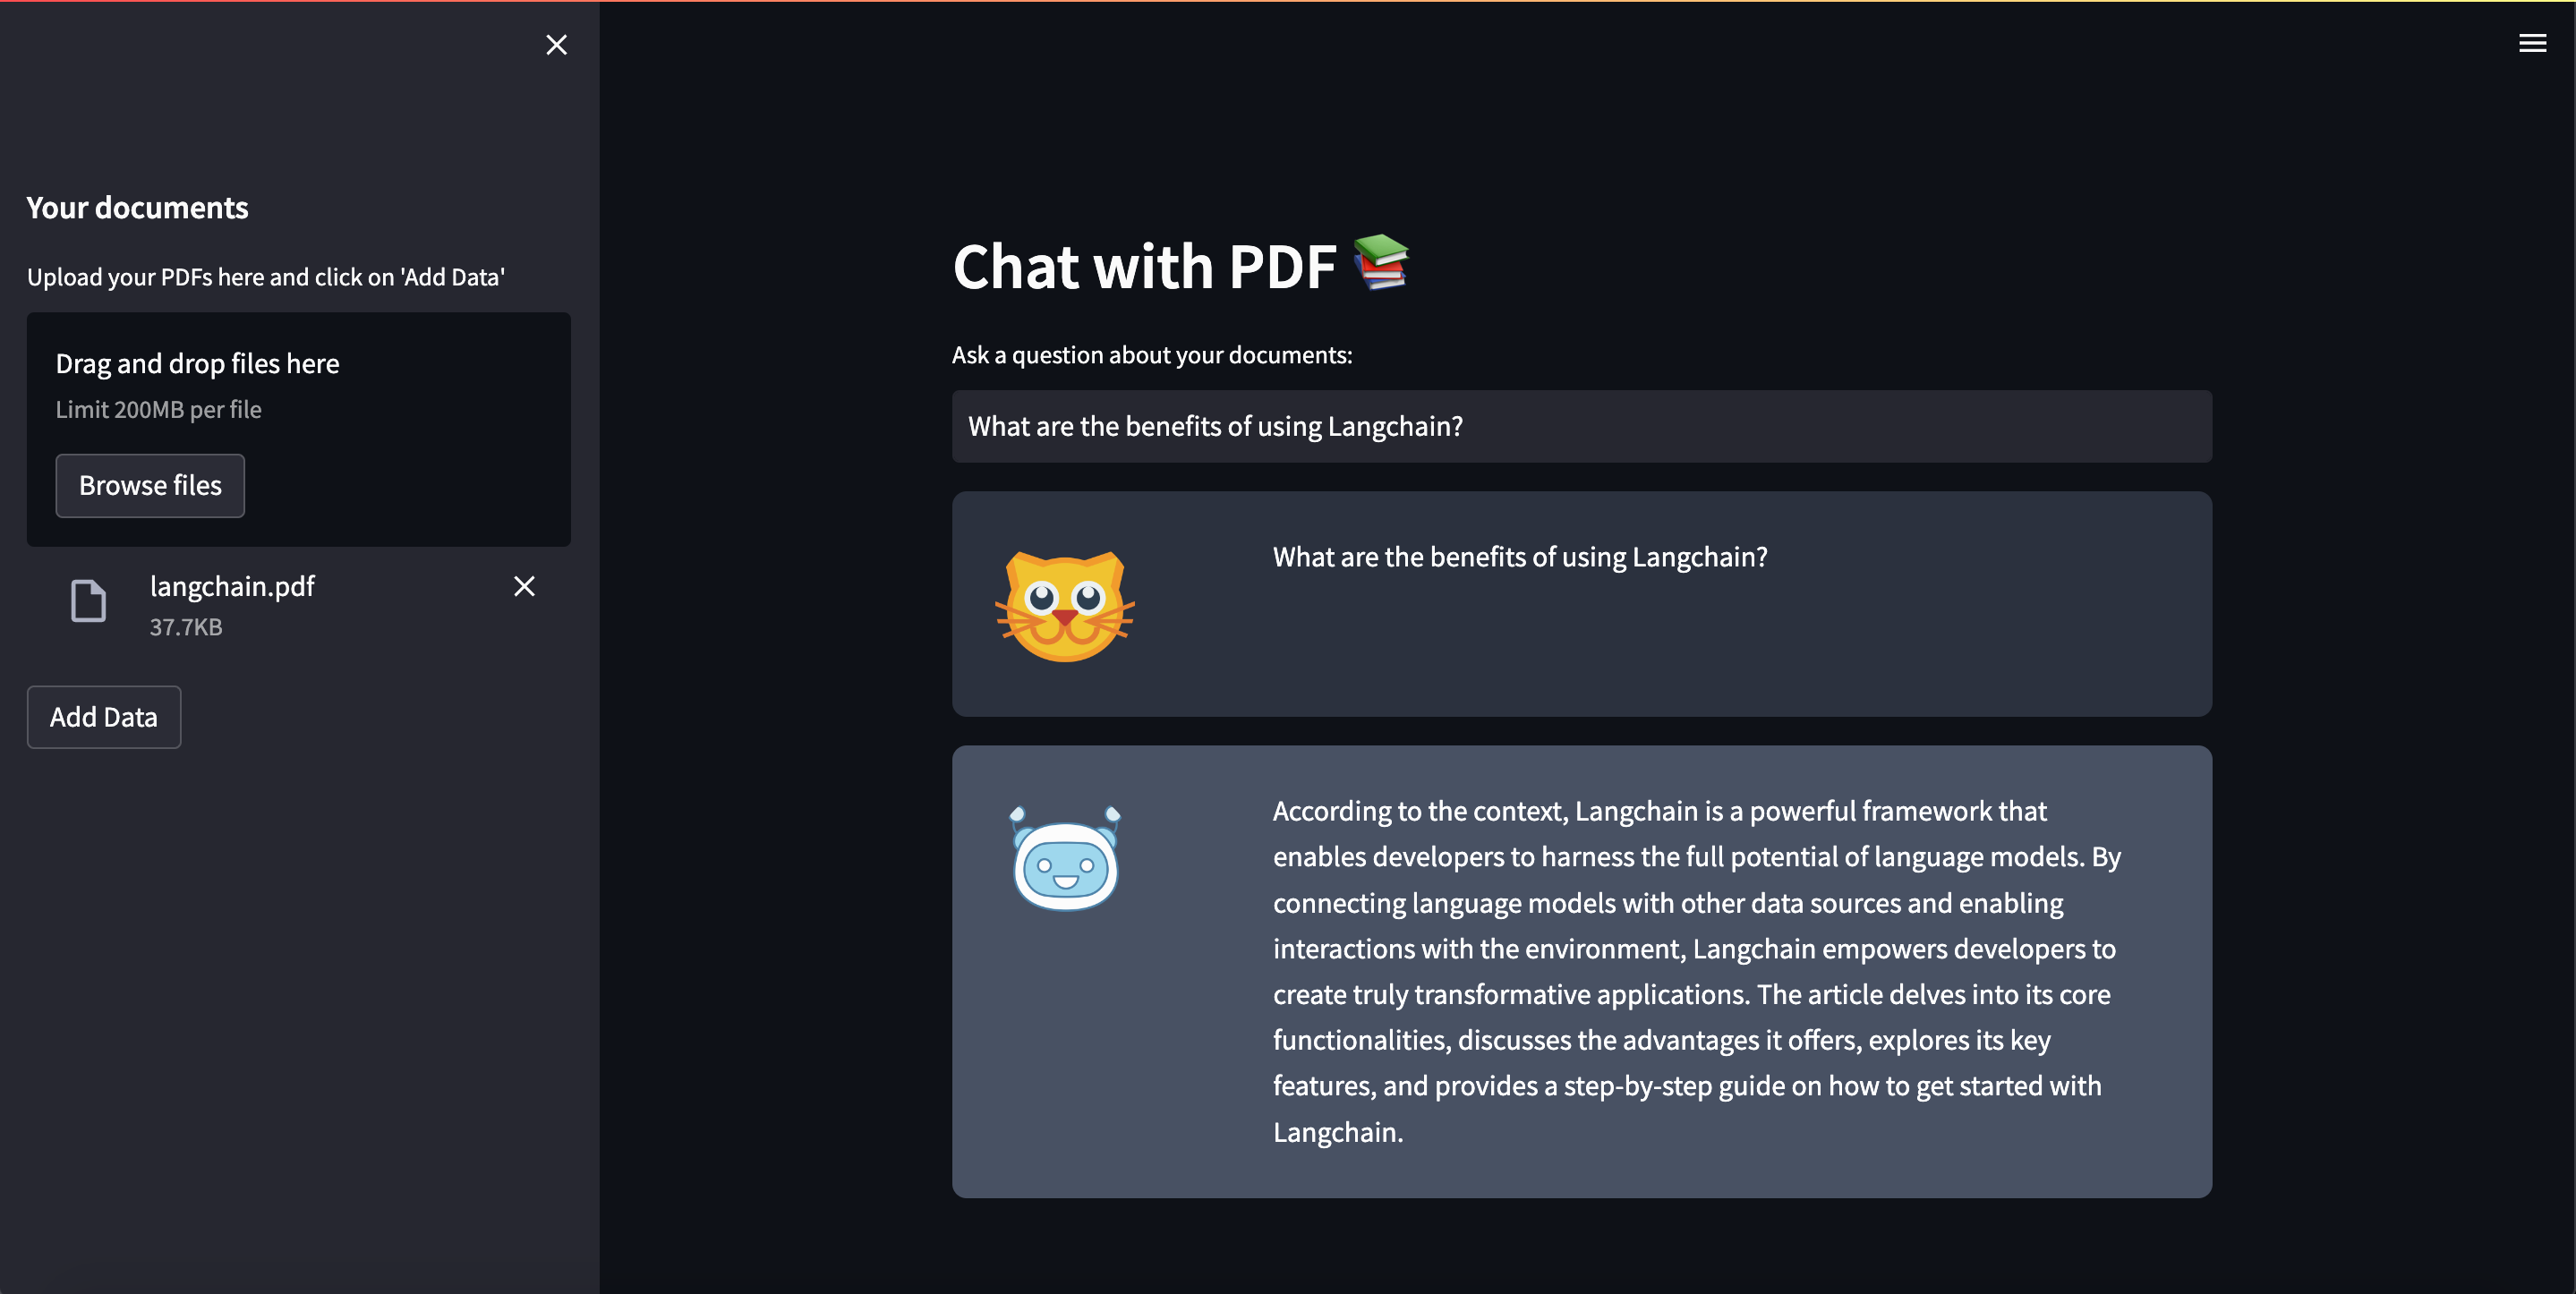 Your documents
Upload your PDFs here and click on 'Add Data'
Drag and drop files here
Limit 200MB per file
Browse files
langchain.pdf
37.7KB
Add Data
Chat with PDF
Ask a question about your documents:
What are the benefits of using Langchain?
What are the benefits of using Langchain?
According to the context, Langchain is a powerful framework that
enables developers to harness the full potential of language models. By
connecting language models with other data sources and enabling
interactions with the environment, Langchain empowers developers to
create truly transformative applications. The article delves into its core
functionalities, discusses the advantages it offers, explores its key
features, and provides a step-by-step guide on how to get started with
Langchain.